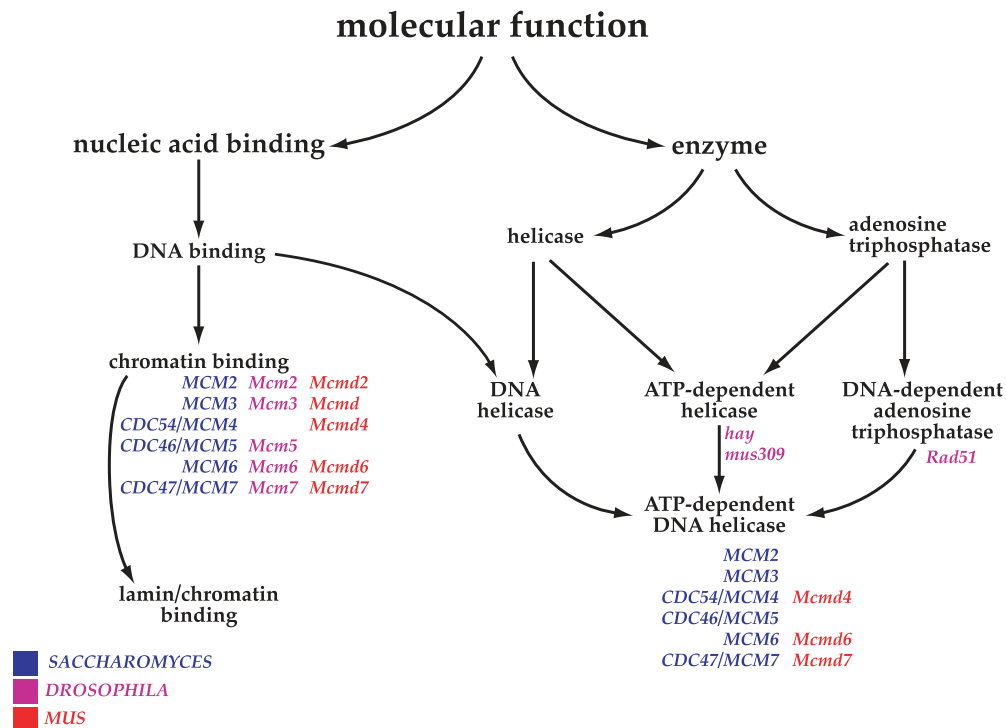 molecular function
nucleic acid binding
enzyme
DNA binding
helicase
adenosine
triphosphatase
chromatin binding
MCM2 Mcm2 Mcmd2
MCM3 Mcm3 Mcmd
CDC54/MCM4 Mcmd4
CDC46/MCM5 Mcm5
MCM6 Mcm6 Mcmd6
CDC47/MCM7 Mcm7 Mcmd7
DNA
helicase
ATP-dependent
helicase
hay
mus309
DNA-dependent
adenosine
triphosphatase
Rad51
ATP-dependent
DNA helicase
MCM2
MCM3
CDC54/MCM4 Mcmd4
CDC46/MCM5
MCM6 Mcmd6
CDC47/MCM7 Mcmd7
lamin/chromatin
binding
SACCHAROMYCES
DROSOPHILA
MUS